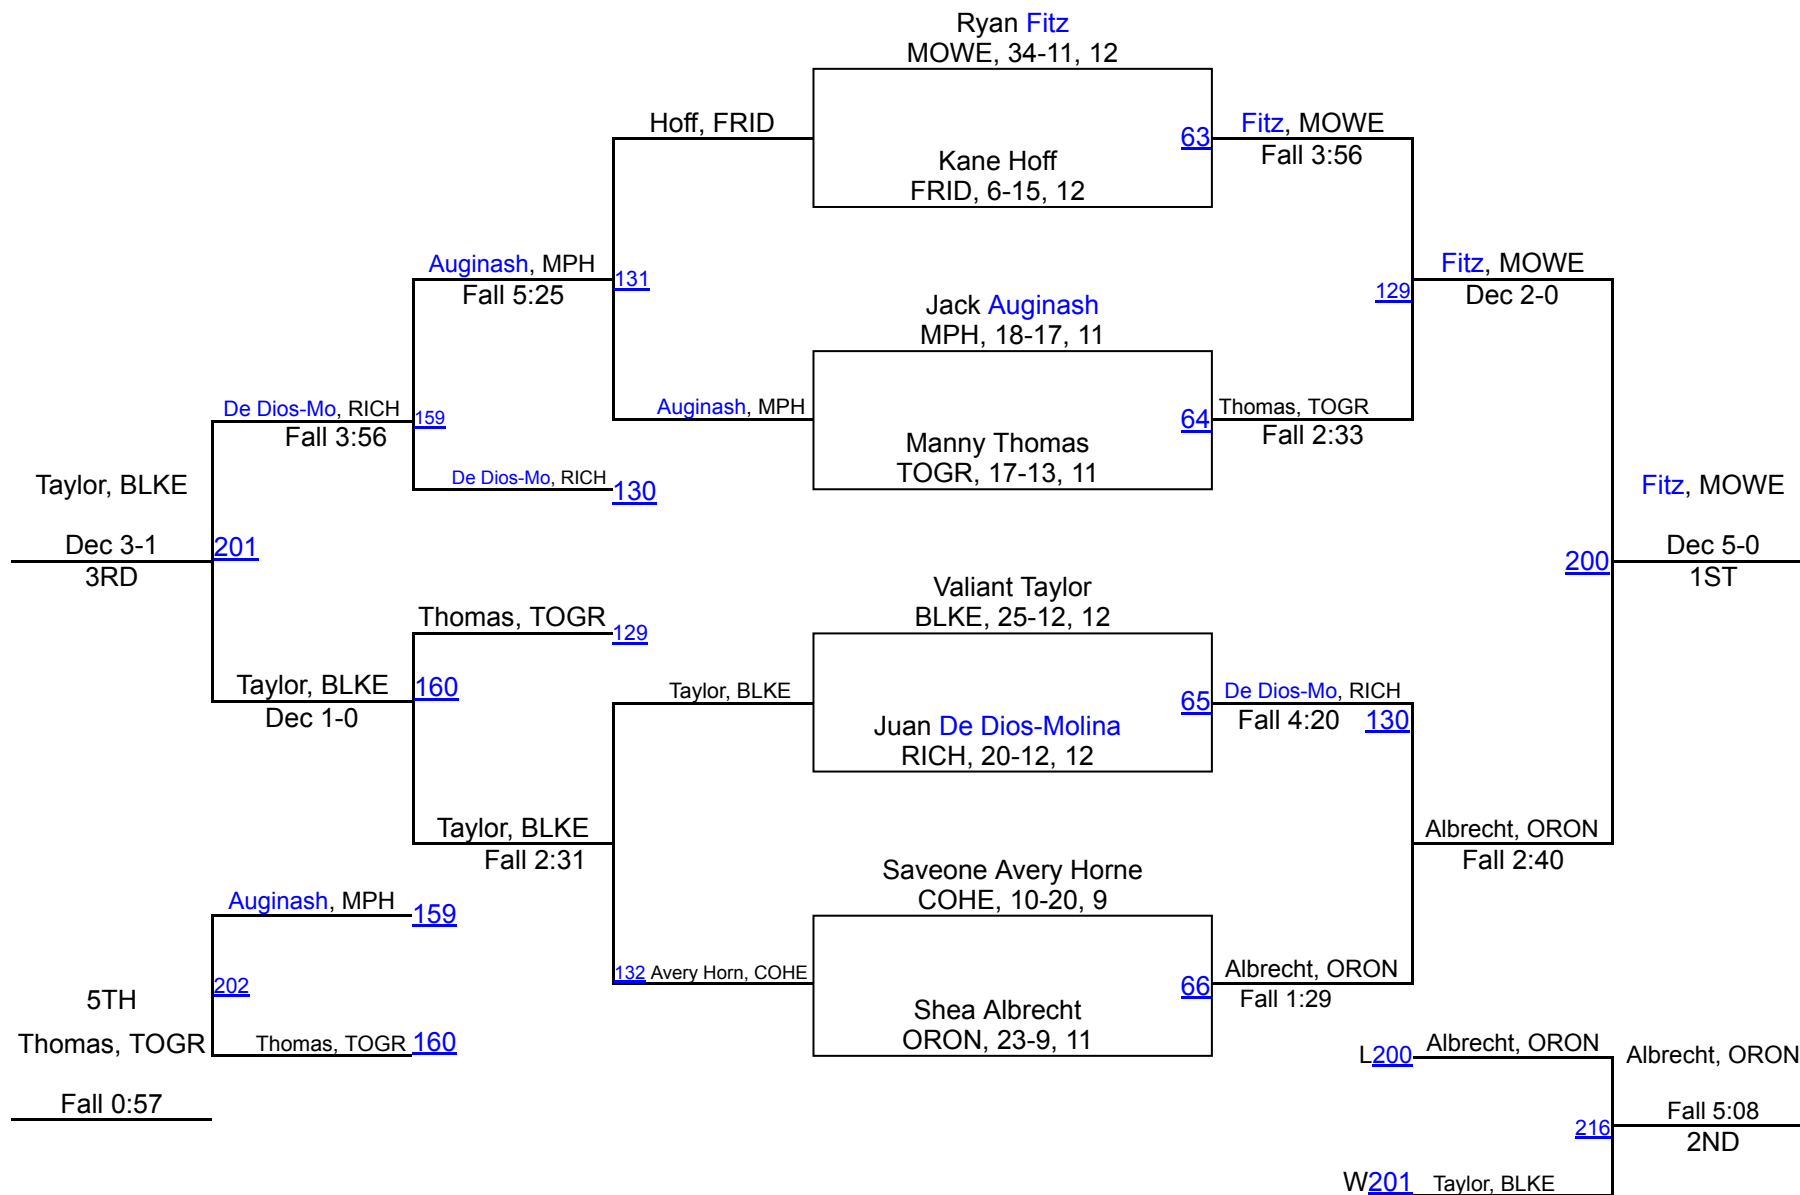 Ryan Fitz
MOWE, 34-11, 12
Hoff, FRID
63
Fitz, MOWE
Fall 3:56
Kane Hoff
FRID, 6-15, 12
Auginash, MPH
Fall 5:25
131
Fitz, MOWE
Dec 2-0
129
Jack Auginash
MPH, 18-17, 11
De Dios-Mo, RICH
Fall 3:56
159
Auginash, MPH
64
Thomas, TOGR
Fall 2:33
Manny Thomas
TOGR, 17-13, 11
De Dios-Mo, RICH
130
Taylor, BLKE
Dec 3-1
3RD
201
Fitz, MOWE
200
Dec 5-0
1ST
Valiant Taylor
BLKE, 25-12, 12
Thomas, TOGR
129
Taylor, BLKE
Dec 1-0
160
Taylor, BLKE
65
De Dios-Mo, RICH
Fall 4:20
130
Juan De Dios-Molina
RICH, 20-12, 12
Taylor, BLKE
Fall 2:31
Albrecht, ORON
Fall 2:40
Saveone Avery Horne
COHE, 10-20, 9
Auginash, MPH
159
132
Avery Horn, COHE
66
Albrecht, ORON
Fall 1:29
202
5TH
Shea Albrecht
ORON, 23-9, 11
Thomas, TOGR
Thomas, TOGR
160
Fall 0:57
L200
Albrecht, ORON
Albrecht, ORON
216
Fall 5:08
2ND
W201
Taylor, BLKE